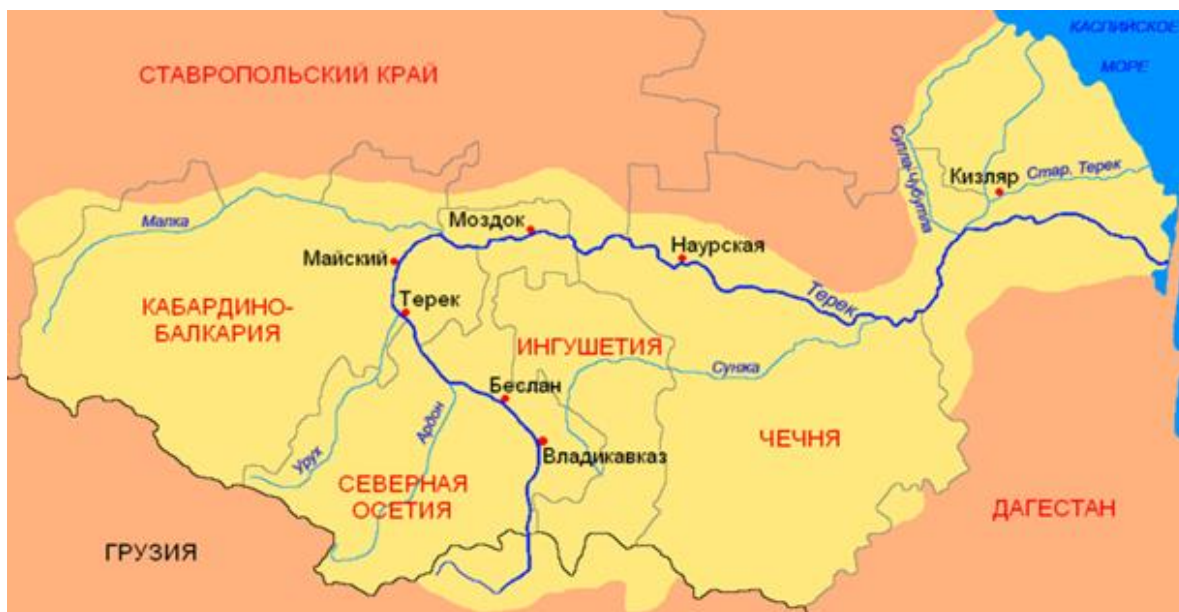 КАСПИЙСКОЕ
МОРЕ
СТАВРОПОЛЬСКИЙ КРАЙ
Сулла-Чубутла
Кизляр
Стар. Терек
Малка
Моздок
Майский
Наурская
Терек
Терек
КАБАРДИНО-
БАЛКАРИЯ
ИНГУШЕТИЯ
Сунжа
Беслан
Ардон
Владикавказ
ЧЕЧНЯ
Урух
СЕВЕРНАЯ
ОСЕТИЯ
ДАГЕСТАН
ГРУЗИЯ